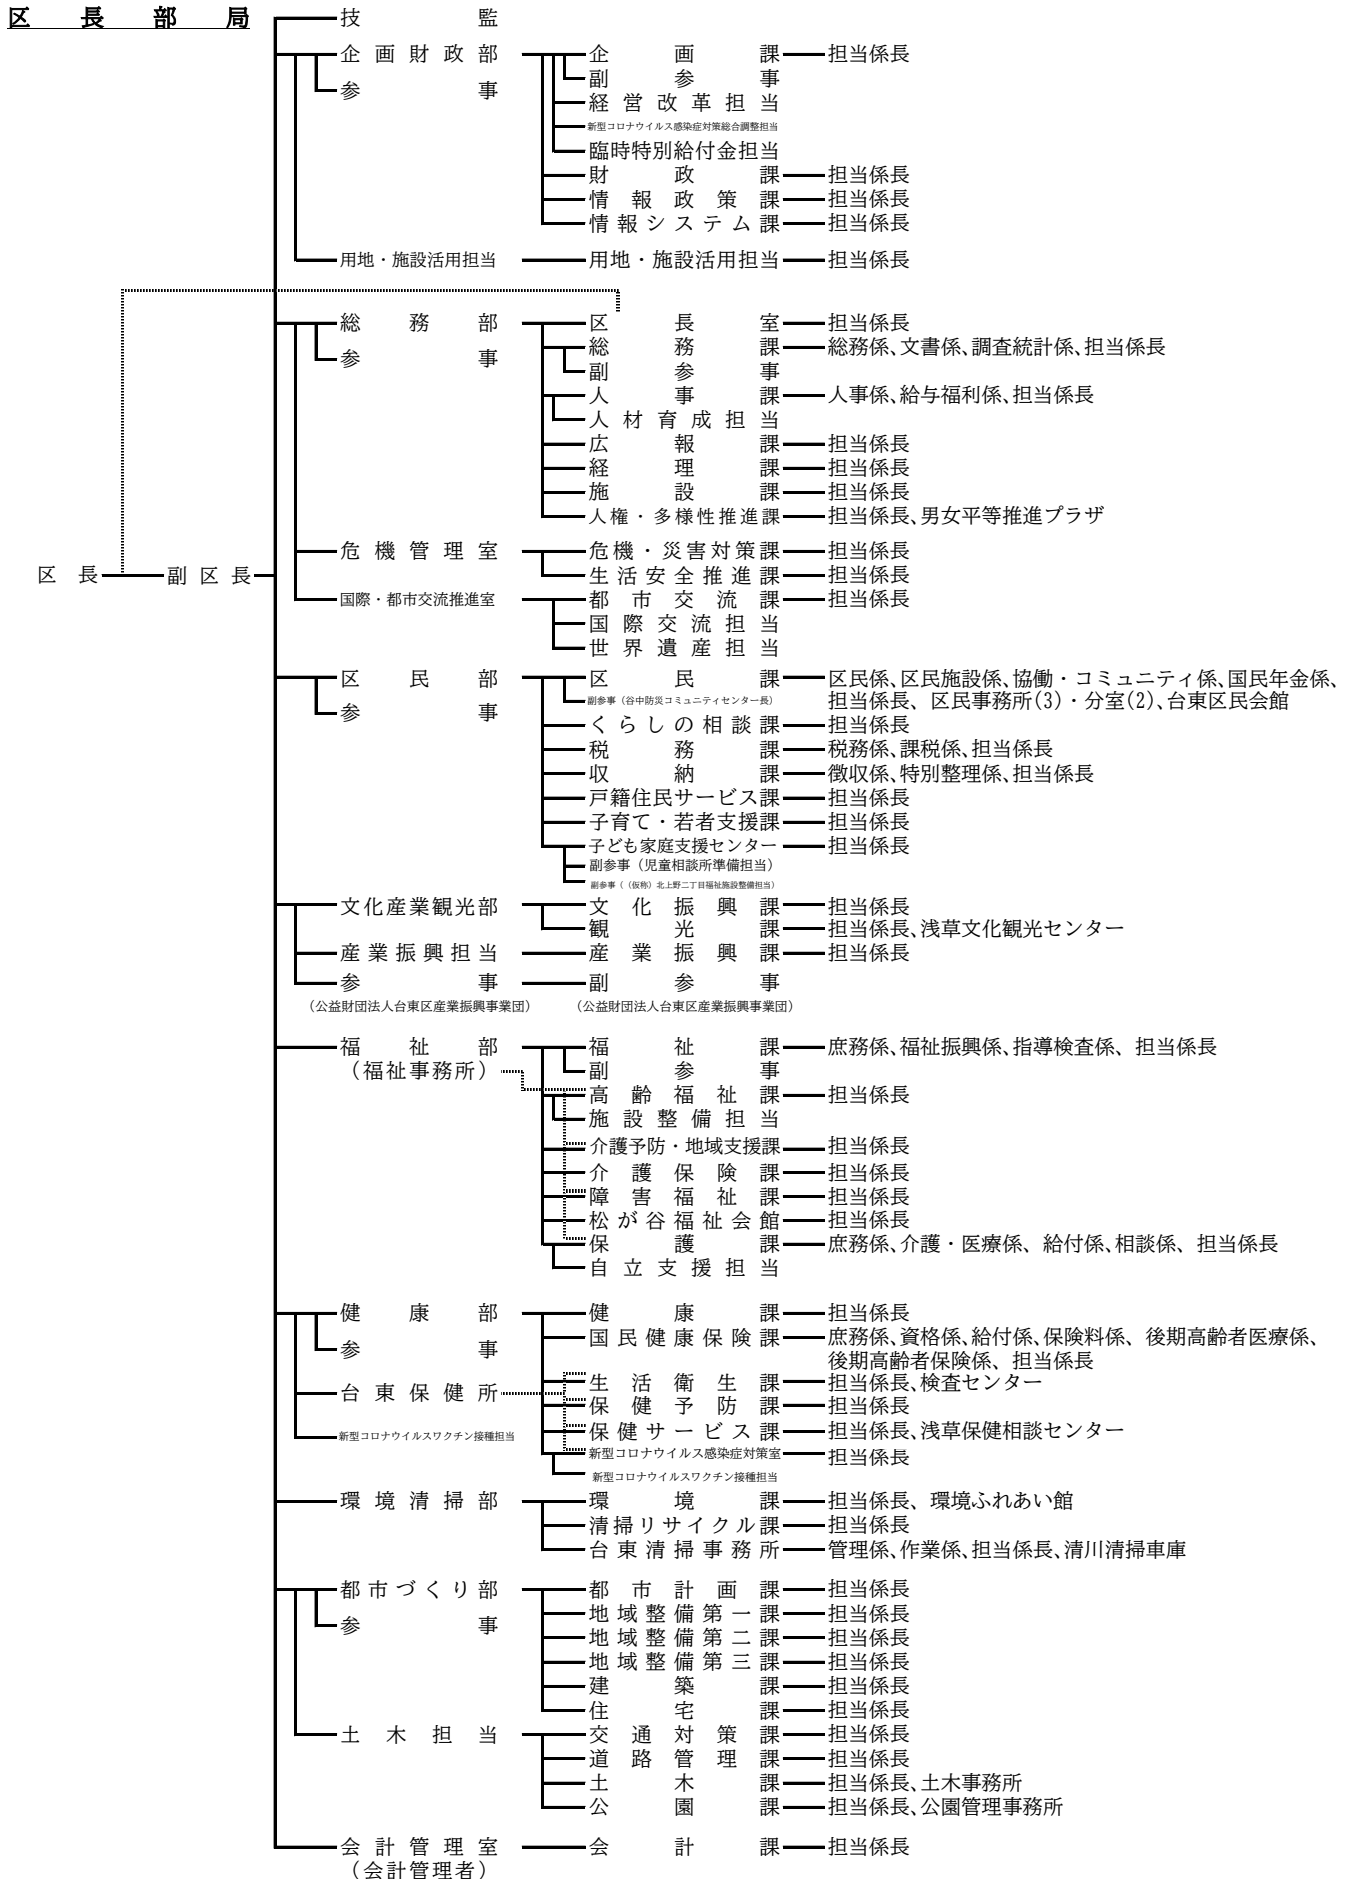 区長部局
技監
企画財政部 企画課 担当係長
副参事
参事
経営改革担当
新型コロナウイルス感染症対策総合調整担当
臨時特別給付金担当
財政課 担当係長
情報政策課 担当係長
情報システム課 担当係長
用地・施設活用担当 用地・施設活用担当 担当係長
総務部 区長室 担当係長
総務課 総務係、文書係、調査統計係、担当係長
参事
副参事
人事課 人事係、給与福利係、担当係長
人材育成担当
広報課 担当係長
経理課 担当係長
施設課 担当係長
人権・多様性推進課 担当係長、男女平等推進プラザ
危機管理室 危機・災害対策課 担当係長
区長 副区長 生活安全推進課 担当係長
国際・都市交流推進室 都市交流課 担当係長
国際交流担当
世界遺産担当
区民部 区民課 区民係、区民施設係、協働・コミュニティ係、国民年金係、
副参事（谷中防災コミュニティセンター長） 担当係長、区民事務所(3)・分室(2)、台東区民会館
参事
くらしの相談課 担当係長
税務課 税務係、課税係、担当係長
収納課 徴収係、特別整理係、担当係長
戸籍住民サービス課 担当係長
子育て・若者支援課 担当係長
子ども家庭支援センター 担当係長
副参事（児童相談所準備担当）
副参事（（仮称）北上野二丁目福祉施設整備担当）
文化産業観光部 文化振興課 担当係長
観光課 担当係長、浅草文化観光センター
産業振興担当 産業振興課 担当係長
参事 副参事
（公益財団法人台東区産業振興事業団） （公益財団法人台東区産業振興事業団）
福祉部 福祉課 庶務係、福祉振興係、指導検査係、担当係長
（福祉事務所） 副参事
高齢福祉課 担当係長
施設整備担当
介護予防・地域支援課 担当係長
介護保険課 担当係長
障害福祉課 担当係長
松が谷福祉会館 担当係長
保護課 庶務係、介護・医療係、給付係、相談係、担当係長
自立支援担当
健康部 健康課 担当係長
国民健康保険課 庶務係、資格係、給付係、保険料係、後期高齢者医療係、
参事
後期高齢者保険係、担当係長
生活衛生課 担当係長、検査センター
台東保健所
保健予防課 担当係長
保健サービス課 担当係長、浅草保健相談センター
新型コロナウイルスワクチン接種担当
新型コロナウイルス感染症対策室 担当係長
新型コロナウイルスワクチン接種担当
環境清掃部 環境課 担当係長、環境ふれあい館
清掃リサイクル課 担当係長
台東清掃事務所 管理係、作業係、担当係長、清川清掃車庫
都市づくり部 都市計画課 担当係長
地域整備第一課 担当係長
参事
地域整備第二課 担当係長
地域整備第三課 担当係長
建築課 担当係長
住宅課 担当係長
土木担当 交通対策課 担当係長
道路管理課 担当係長
土木課 担当係長、土木事務所
公園課 担当係長、公園管理事務所
会計管理室 会計課 担当係長
（会計管理者）